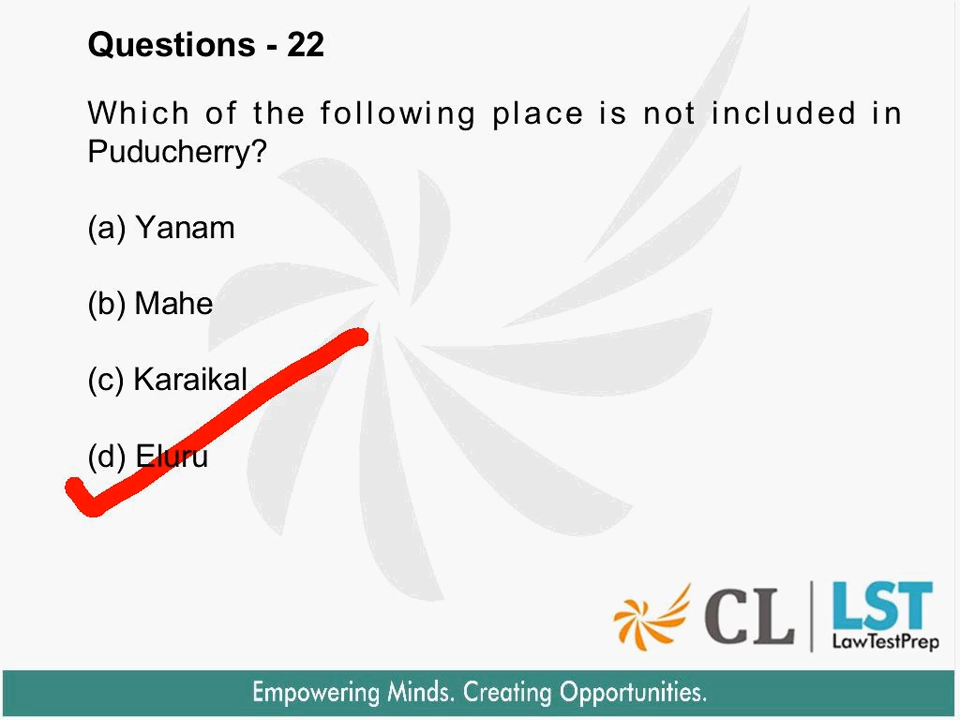 Questions - 22
Which of the following place is not included in
Puducherry?
(a) Yanam
(b) Mahe
(c) Karaikal
(d) Eluru
CL LST
LawTestPrep
Empowering Minds. Creating Opportunities.